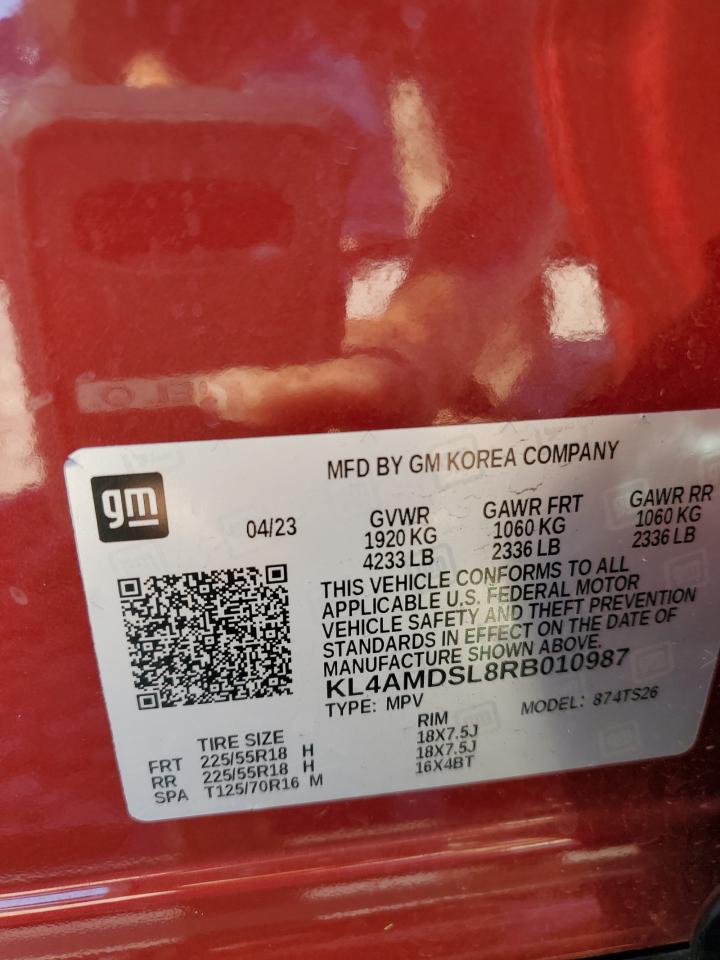 gm
MFD BY GM KOREA COMPANY
04/23 GVWR GAWR FRT GAWR RR
1920 KG 1060 KG 1060 KG
4233 LB 2336 LB 2336 LB
THIS VEHICLE CONFORMS TO ALL
APPLICABLE U.S. FEDERAL MOTOR
VEHICLE SAFETY AND THEFT PREVENTION
STANDARDS IN EFFECT ON THE DATE OF
MANUFACTURE SHOWN ABOVE.
KL4AMDSL8RB010987
TYPE: MPV MODEL: 874TS26
TIRE SIZE RIM
FRT 225/55R18 H 18X7.5J
RR 225/55R18 H 18X7.5J
SPA T125/70R16 M 16X4BT